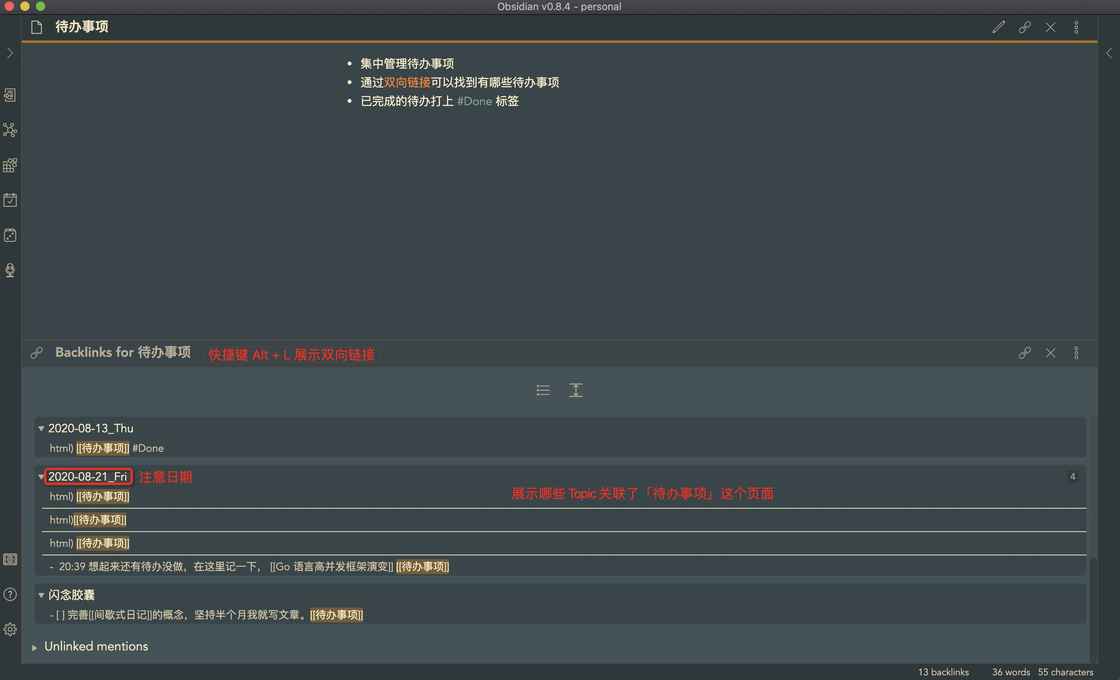 Obsidian v0.8.4 - personal
待办事项
集中管理待办事项
通过双向链接可以找到有哪些待办事项
已完成的待办打上 #Done 标签
Backlinks for 待办事项 快捷键 Alt + L 展示双向链接
2020-08-13_Thu
html) [[待办事项]] #Done
2020-08-21_Fri 注意日期 4
html) [[待办事项]]
展示哪些 Topic 关联了「待办事项」这个页面
html)[[待办事项]]
html) [[待办事项]]
- 20:39 想起来还有待办没做，在这里记一下， [[Go 语言高并发框架演变]] [[待办事项]]
闪念胶囊
- [ ] 完善[[间歇式日记]]的概念，坚持半个月我就写文章。[[待办事项]]
Unlinked mentions
13 backlinks 36 words 55 characters